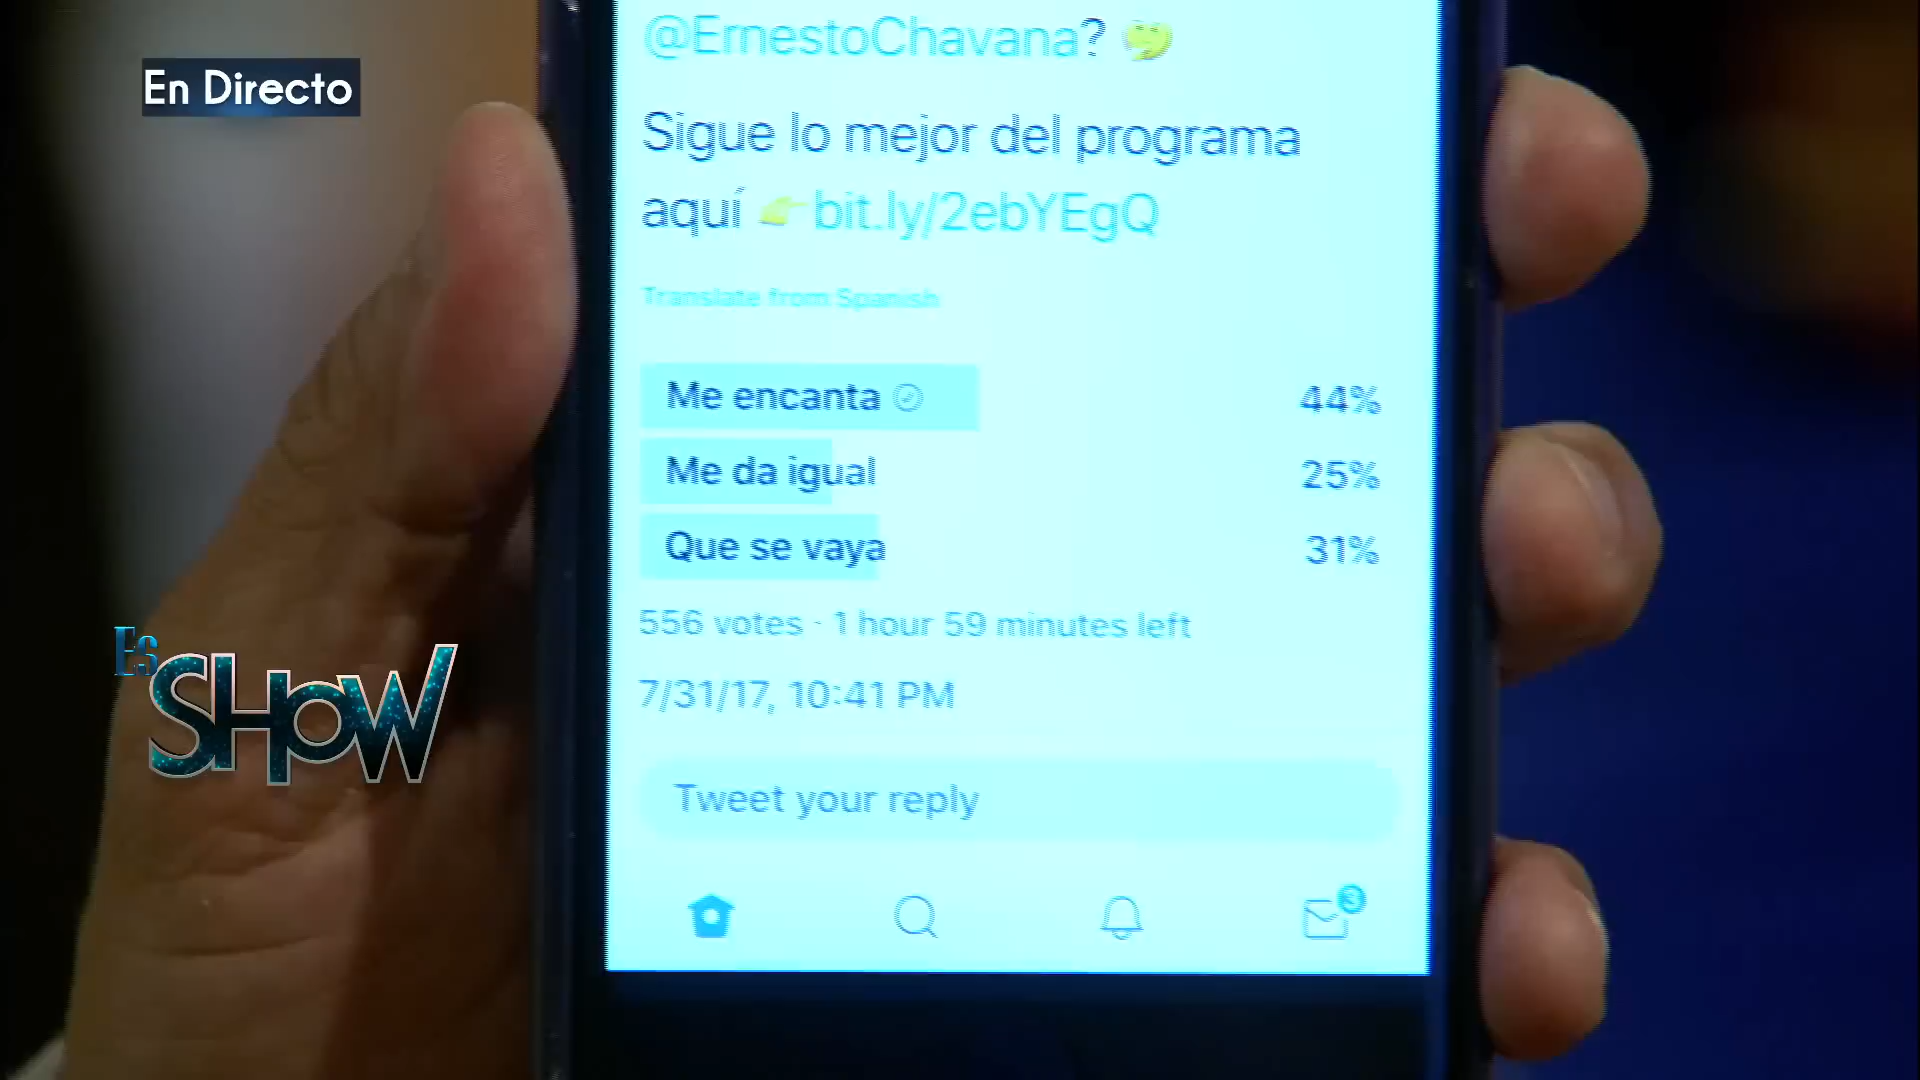 En Directo
@ErnestoChavana?
Sigue lo mejor del programa
aquí bit.ly/2ebYEgQ
Translate from Spanish
Me encanta 44%
Me da igual 25%
Que se vaya 31%
556 votes · 1 hour 59 minutes left
7/31/17, 10:41 PM
Tweet your reply
3
Es
SHOW